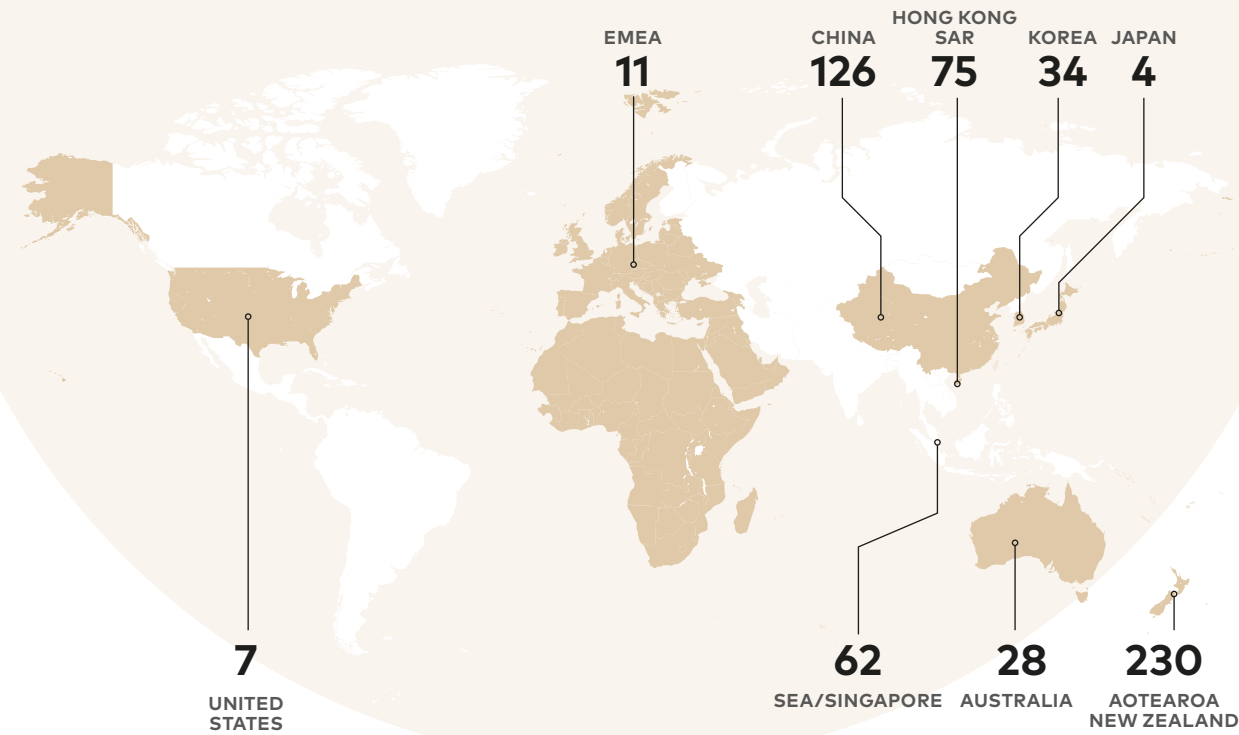 EMEA
11
CHINA
126
HONG KONG
SAR
75
KOREA
34
JAPAN
4
7
UNITED
STATES
62
SEA/SINGAPORE
28
AUSTRALIA
230
AOTEAROA
NEW ZEALAND